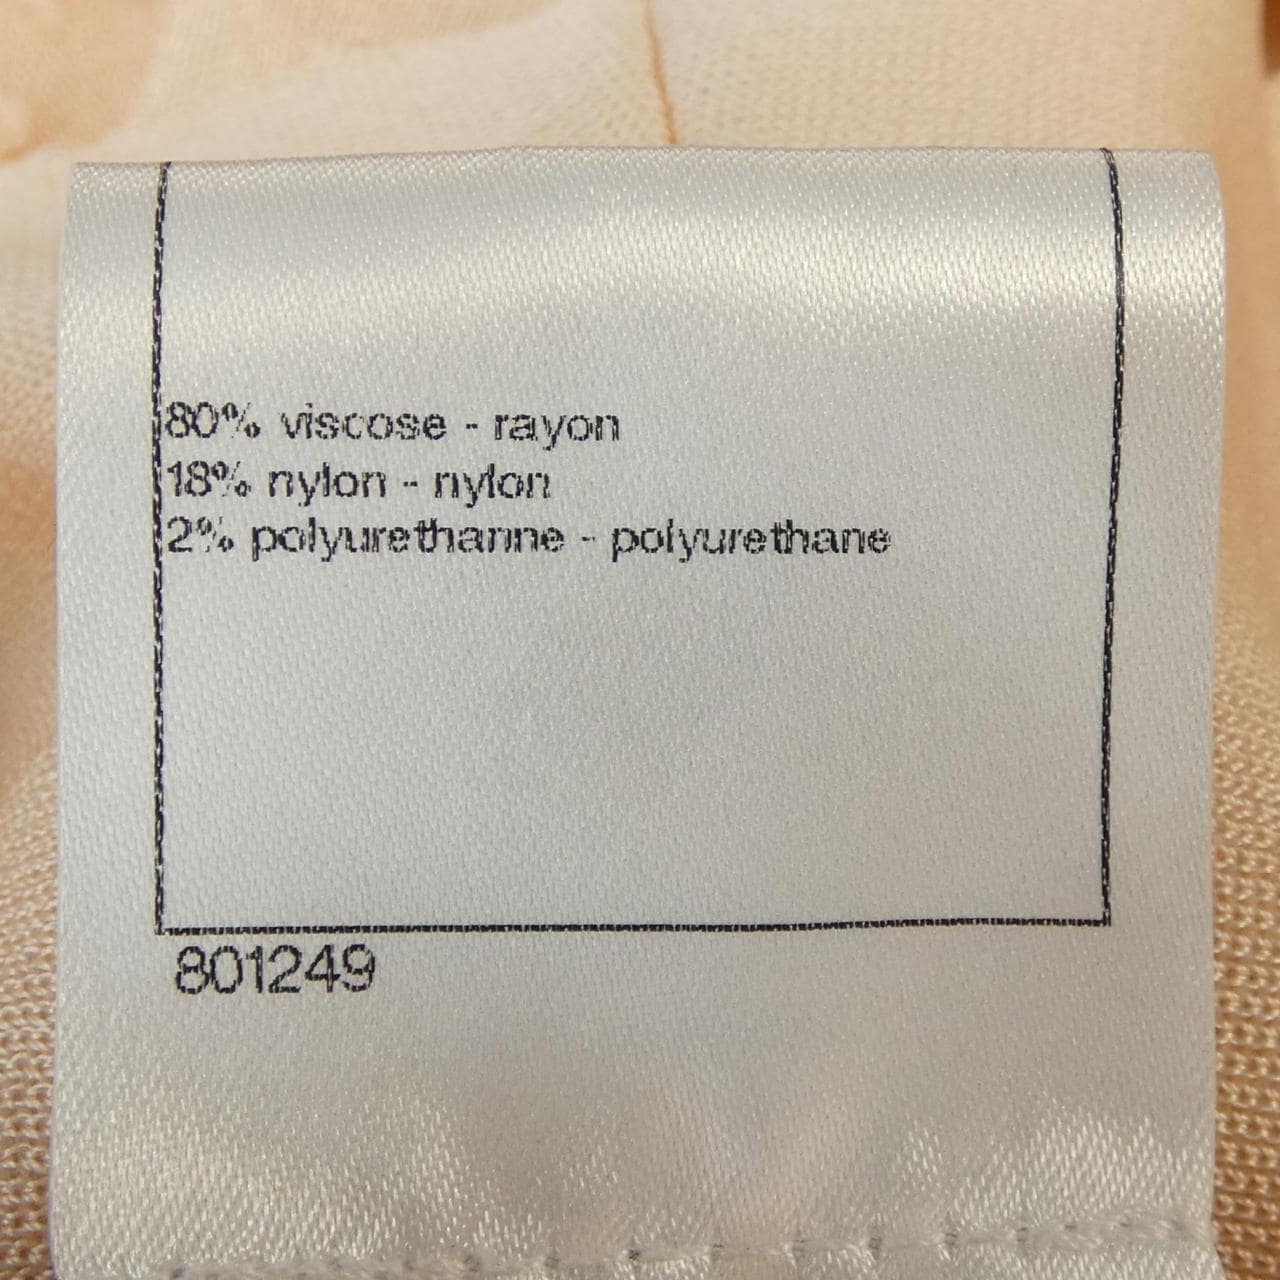 80% viscose - rayon
18% nylon - nylon
2% polyurethanne - polyurethane
801249